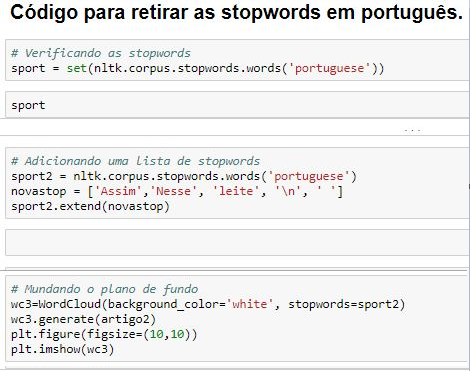 Código para retirar as stopwords em português.
# Verificando as stopwords
sport = set(nltk.corpus.stopwords.words('portuguese'))
sport
...
# Adicionando uma lista de stopwords
sport2 = nltk.corpus.stopwords.words('portuguese')
novastop = ['Assim','Nesse', 'leite', '\n', ' ']
sport2.extend(novastop)
# Mundando o plano de fundo
wc3=WordCloud(background_color='white', stopwords=sport2)
wc3.generate(artigo2)
plt.figure(figsize=(10,10))
plt.imshow(wc3)